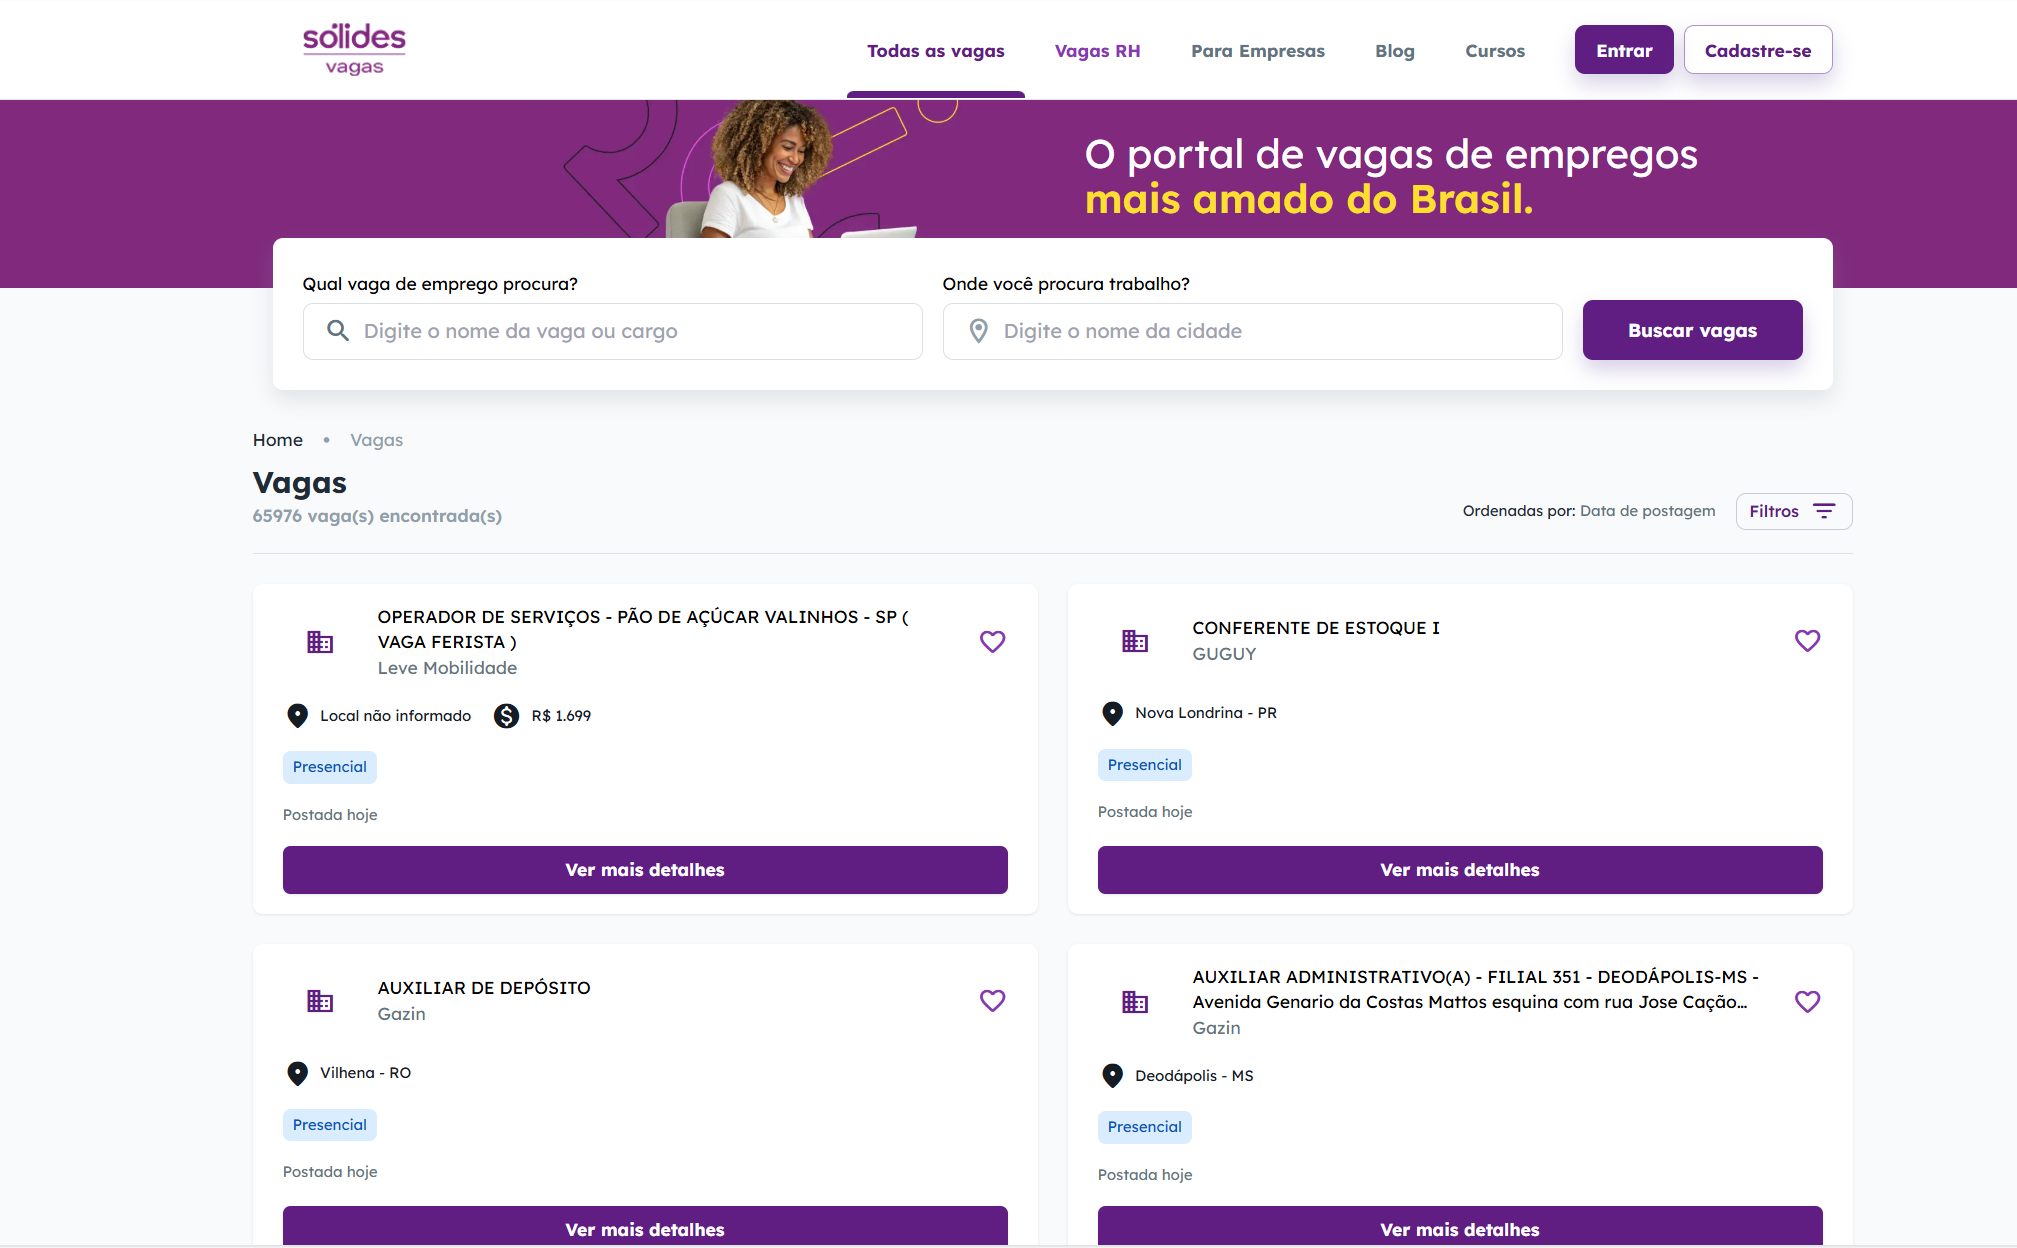 sólides
vagas
Todas as vagas
Vagas RH
Para Empresas
Blog
Cursos
Entrar
Cadastre-se
O portal de vagas de empregos
mais amado do Brasil.
Qual vaga de emprego procura?
Digite o nome da vaga ou cargo
Onde você procura trabalho?
Digite o nome da cidade
Buscar vagas
Home • Vagas
Vagas
65976 vaga(s) encontrada(s)
Ordenadas por: Data de postagem
Filtros
OPERADOR DE SERVIÇOS - PÃO DE AÇÚCAR VALINHOS - SP (
VAGA FERISTA )
Leve Mobilidade
Local não informado
R$ 1.699
Presencial
Postada hoje
Ver mais detalhes
CONFERENTE DE ESTOQUE I
GUGUY
Nova Londrina - PR
Presencial
Postada hoje
Ver mais detalhes
AUXILIAR DE DEPÓSITO
Gazin
Vilhena - RO
Presencial
Postada hoje
Ver mais detalhes
AUXILIAR ADMINISTRATIVO(A) - FILIAL 351 - DEODÁPOLIS-MS -
Avenida Genario da Costas Mattos esquina com rua Jose Cação...
Gazin
Deodápolis - MS
Presencial
Postada hoje
Ver mais detalhes